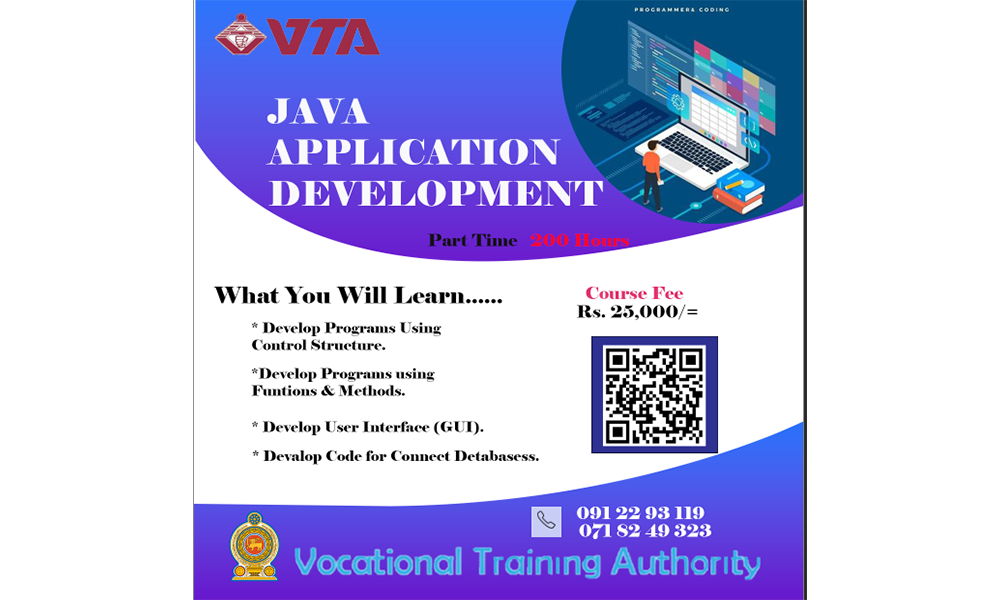 PROGRAMMER& CODING
VTA
JAVA
APPLICATION
DEVELOPMENT
Part Time 200 Hours
What You Will Learn......
* Develop Programs Using
Control Structure.
*Develop Programs using
Funtions & Methods.
* Develop User Interface (GUI).
* Devalop Code for Connect Detabasess.
Course Fee
Rs. 25,000/=
091 22 93 119
071 82 49 323
Vocational Training Authority